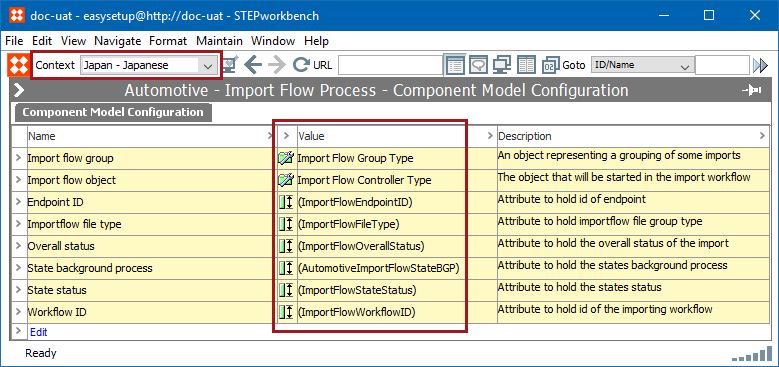 doc-uat - easysetup@http://doc-uat - STEPworkbench
File Edit View Navigate Format Maintain Window Help
Context Japan - Japanese URL Goto ID/Name
Automotive - Import Flow Process - Component Model Configuration
Component Model Configuration
Name > Value > Description >
> Import flow group Import Flow Group Type An object representing a grouping of some imports
> Import flow object Import Flow Controller Type The object that will be started in the import workflow
> Endpoint ID (ImportFlowEndpointID) Attribute to hold id of endpoint
> Importflow file type (ImportFlowFileType) Attribute to hold importflow file group type
> Overall status (ImportFlowOverallStatus) Attribute to hold the overall status of the import
> State background process (AutomotiveImportFlowStateBGP) Attribute to hold the states background process
> State status (ImportFlowStateStatus) Attribute to hold the states status
> Workflow ID (ImportFlowWorkflowID) Attribute to hold id of the importing workflow
> Edit
Ready